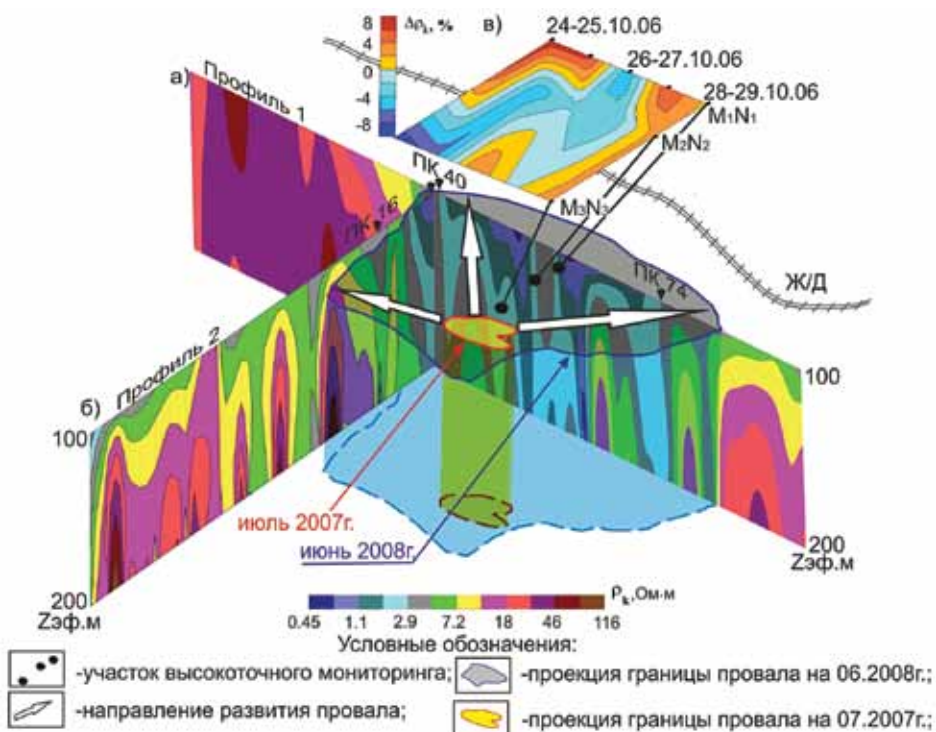 8
4
0
-4
-8
Δρк, %
в)
24-25.10.06
26-27.10.06
28-29.10.06
M₁N₁
M₂N₂
M₃N₃
а)
Профиль 1
ПК 40
ПК 16
ПК 74
Ж/Д
Профиль 2
б)
100
200
Zэф.м
100
200
Zэф.м
июль 2007г.
июнь 2008г.
0.45 1.1 2.9 7.2 18 46 116
ρк,Ом·м
Условные обозначения:
-участок высокоточного мониторинга;
-проекция границы провала на 06.2008г.;
-направление развития провала;
-проекция границы провала на 07.2007г.;